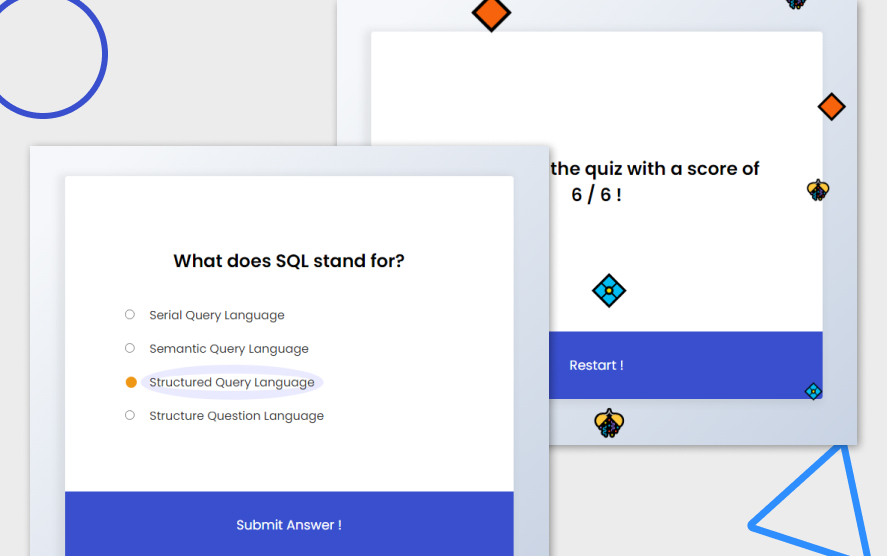 the quiz with a score of
6 / 6 !
Restart !
What does SQL stand for?
Serial Query Language
Semantic Query Language
Structured Query Language
Structure Question Language
Submit Answer !